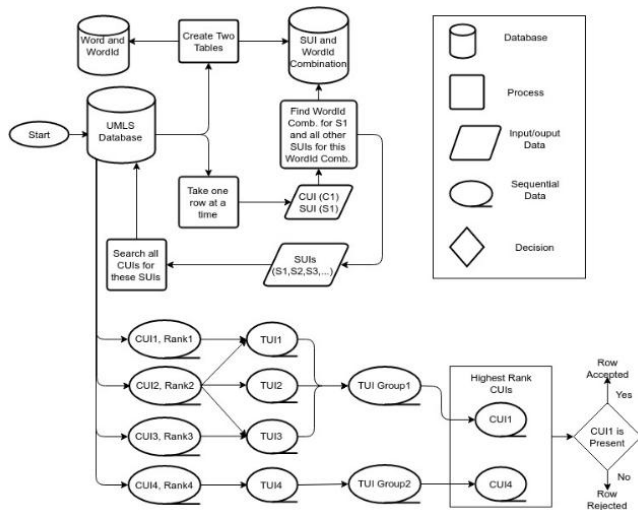 Word and
WordId
Create Two
Tables
SUI and
WordId
Combination
Database
Process
Input/ouput
Data
Sequential
Data
Decision
Start
UMLS
Database
Find WordId
Comb. for S1
and all other
SUIs for this
WordId Comb.
Take one
row at a
time
CUI (C1)
SUI (S1)
Search all
CUIs for
these SUIs
SUIs
(S1,S2,S3,...)
CUI1, Rank1
TUI1
CUI2, Rank2
TUI2
TUI Group1
CUI3, Rank3
TUI3
CUI4, Rank4
TUI4
TUI Group2
Highest Rank
CUIs
CUI1
CUI4
Row
Accepted
Yes
CUI1 is
Present
No
Row
Rejected